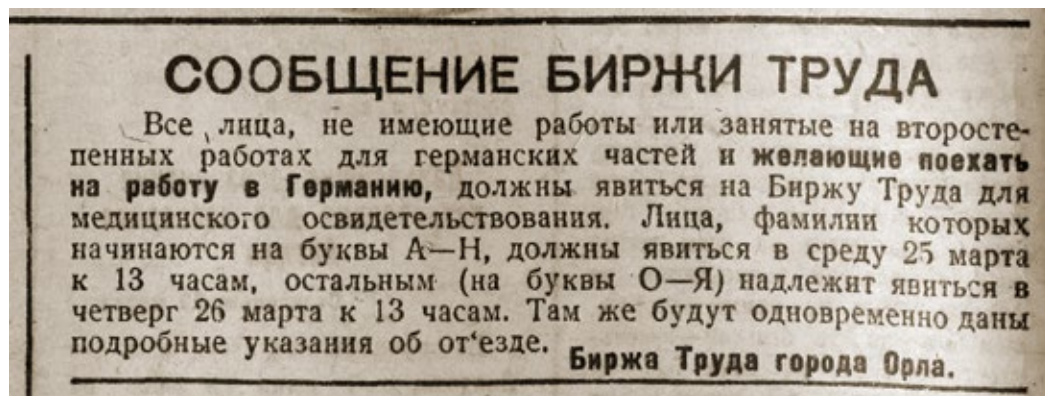 СООБЩЕНИЕ БИРЖИ ТРУДА
Все лица, не имеющие работы или занятые на второсте-
пенных работах для германских частей и желающие поехать
на работу в Германию, должны явиться на Биржу Труда для
медицинского освидетельствования. Лица, фамилии которых
начинаются на буквы А—Н, должны явиться в среду 25 марта
к 13 часам, остальным (на буквы О—Я) надлежит явиться в
четверг 26 марта к 13 часам. Там же будут одновременно даны
подробные указания об от‘езде.
Биржа Труда города Орла.